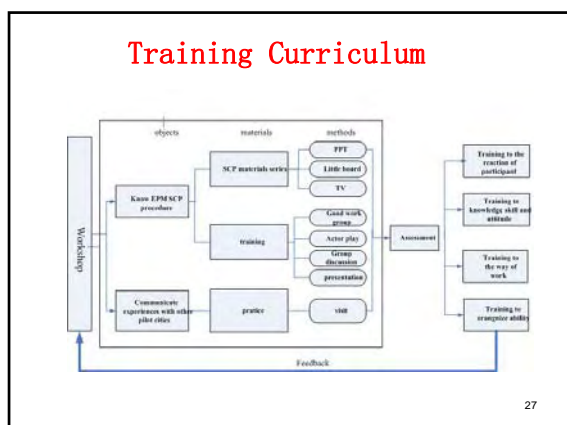 Training Curriculum
objects
materials
methods
Workshop
Know EPM SCP
procedure
Communicate
experiences with other
pilot cities
SCP materials series
training
pratice
PPT
Little board
TV
Good work
group
Actor play
Group
discussion
presentation
visit
Assessment
Training to the
reaction of
participant
Training to
knowledge skill and
attitude
Training to
the way of
work
Training to
orangnize ability
Feedback
27